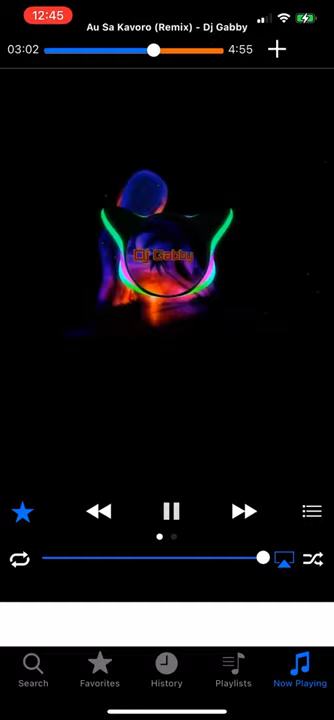 12:45
Au Sa Kavoro (Remix) - Dj Gabby
03:02
4:55
Dj Gabby
Search
Favorites
History
Playlists
Now Playing